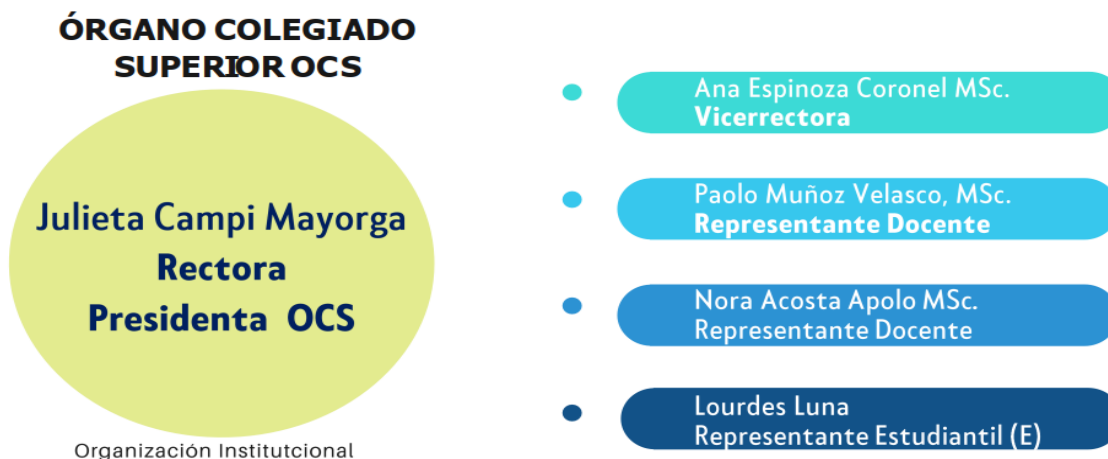 ÓRGANO COLEGIADO
SUPERIOR OCS
Julieta Campi Mayorga
Rectora
Presidenta OCS
Organización Institutcional
Ana Espinoza Coronel MSc.
Vicerrectora
Paolo Muñoz Velasco, MSc.
Representante Docente
Nora Acosta Apolo MSc.
Representante Docente
Lourdes Luna
Representante Estudiantil (E)